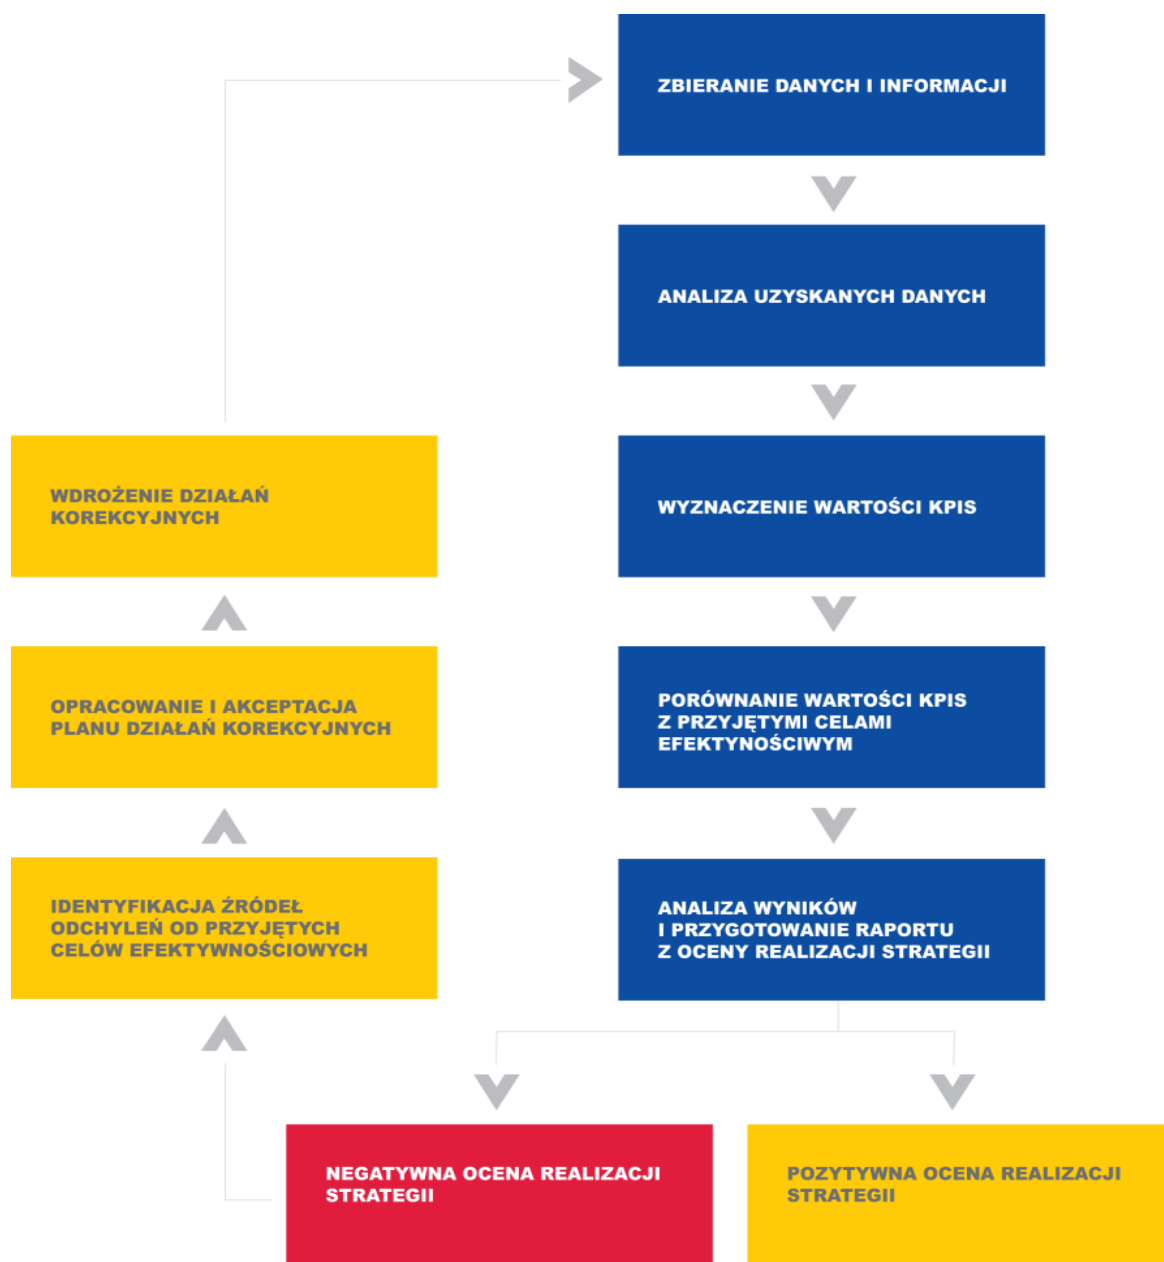 ZBIERANIE DANYCH I INFORMACJI
ANALIZA UZYSKANYCH DANYCH
WYZNACZENIE WARTOŚCI KPIS
PORÓWNANIE WARTOŚCI KPIS
Z PRZYJĘTYMI CELAMI
EFEKTYNOŚCIWYM
ANALIZA WYNIKÓW
I PRZYGOTOWANIE RAPORTU
Z OCENY REALIZACJI STRATEGII
NEGATYWNA OCENA REALIZACJI
STRATEGII
POZYTYWNA OCENA REALIZACJI
STRATEGII
IDENTYFIKACJA ŹRÓDEŁ
ODCHYLEŃ OD PRZYJĘTYCH
CELÓW EFEKTYWNOŚCIOWYCH
OPRACOWANIE I AKCEPTACJA
PLANU DZIAŁAŃ KOREKCYJNYCH
WDROŻENIE DZIAŁAŃ
KOREKCYJNYCH